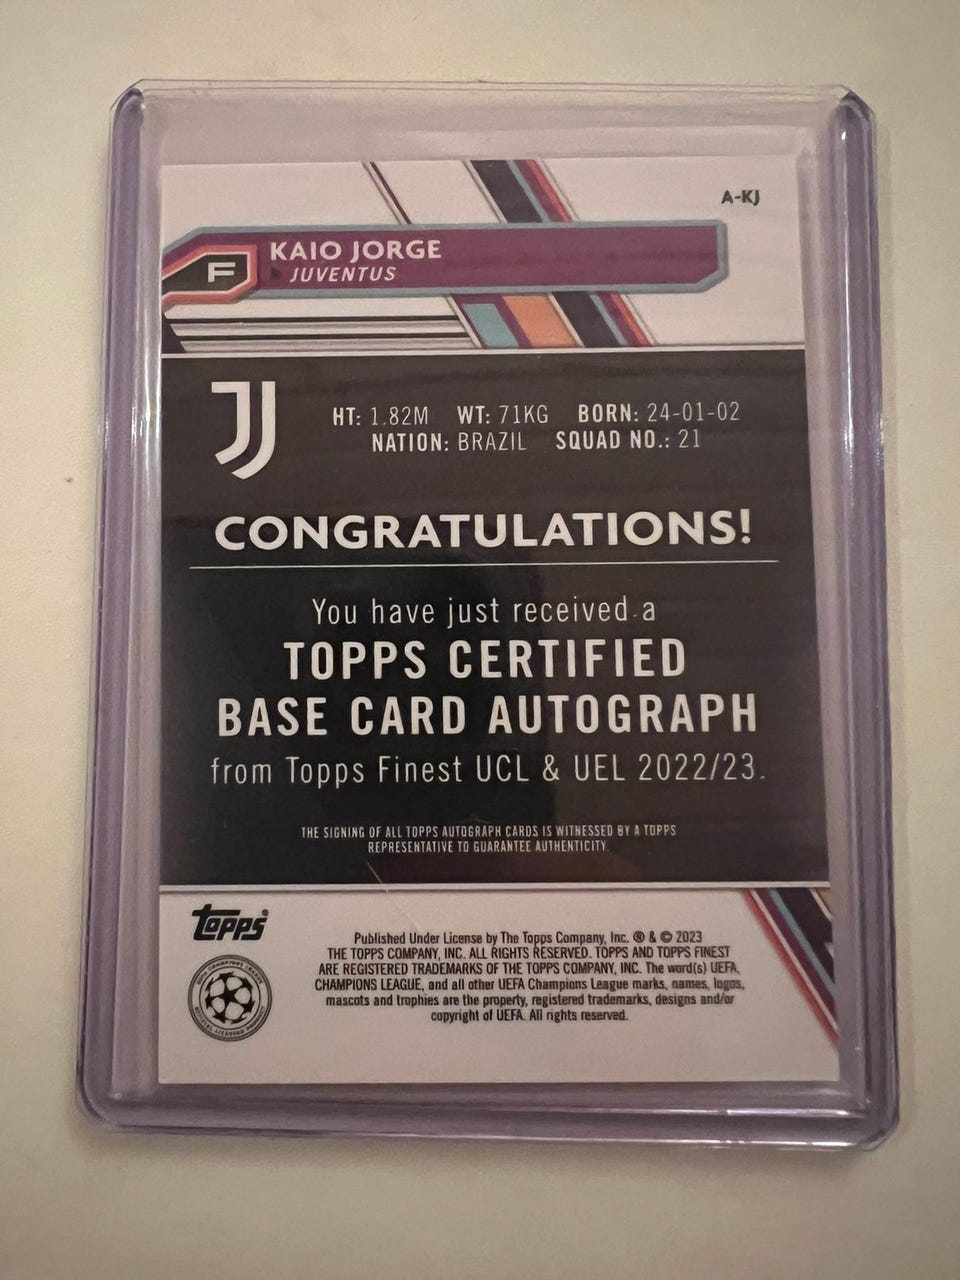 A-KJ
KAIO JORGE
F
JUVENTUS
J
HT: 1.82M WT: 71KG BORN: 24-01-02
NATION: BRAZIL SQUAD NO.: 21
CONGRATULATIONS!
You have just received a
TOPPS CERTIFIED
BASE CARD AUTOGRAPH
from Topps Finest UCL & UEL 2022/23.
THE SIGNING OF ALL TOPPS AUTOGRAPH CARDS IS WITNESSED BY A TOPPS
REPRESENTATIVE TO GUARANTEE AUTHENTICITY.
Topps®
Published Under License by The Topps Company, Inc. ® & © 2023
THE TOPPS COMPANY, INC. ALL RIGHTS RESERVED. TOPPS AND TOPPS FINEST
ARE REGISTERED TRADEMARKS OF THE TOPPS COMPANY, INC. The word(s) UEFA,
CHAMPIONS LEAGUE, and all other UEFA Champions League marks, names, logos,
mascots and trophies are the property, registered trademarks, designs and/or
copyright of UEFA. All rights reserved.
OFFICIAL LICENSED PRODUCT